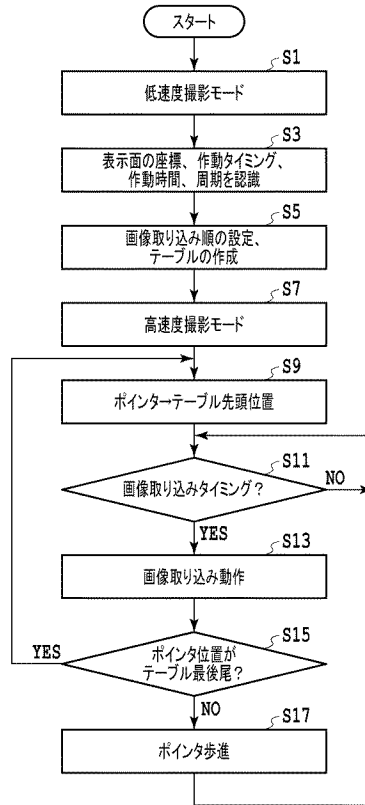 スタート
S1
低速度撮影モード
S3
表示面の座標、作動タイミング、
作動時間、周期を認識
S5
画像取り込み順の設定、
テーブルの作成
S7
高速度撮影モード
S9
ポインター→テーブル先頭位置
S11
画像取り込みタイミング?
NO
YES
S13
画像取り込み動作
S15
YES
ポインタ位置が
テーブル最後尾?
NO
S17
ポインタ歩進